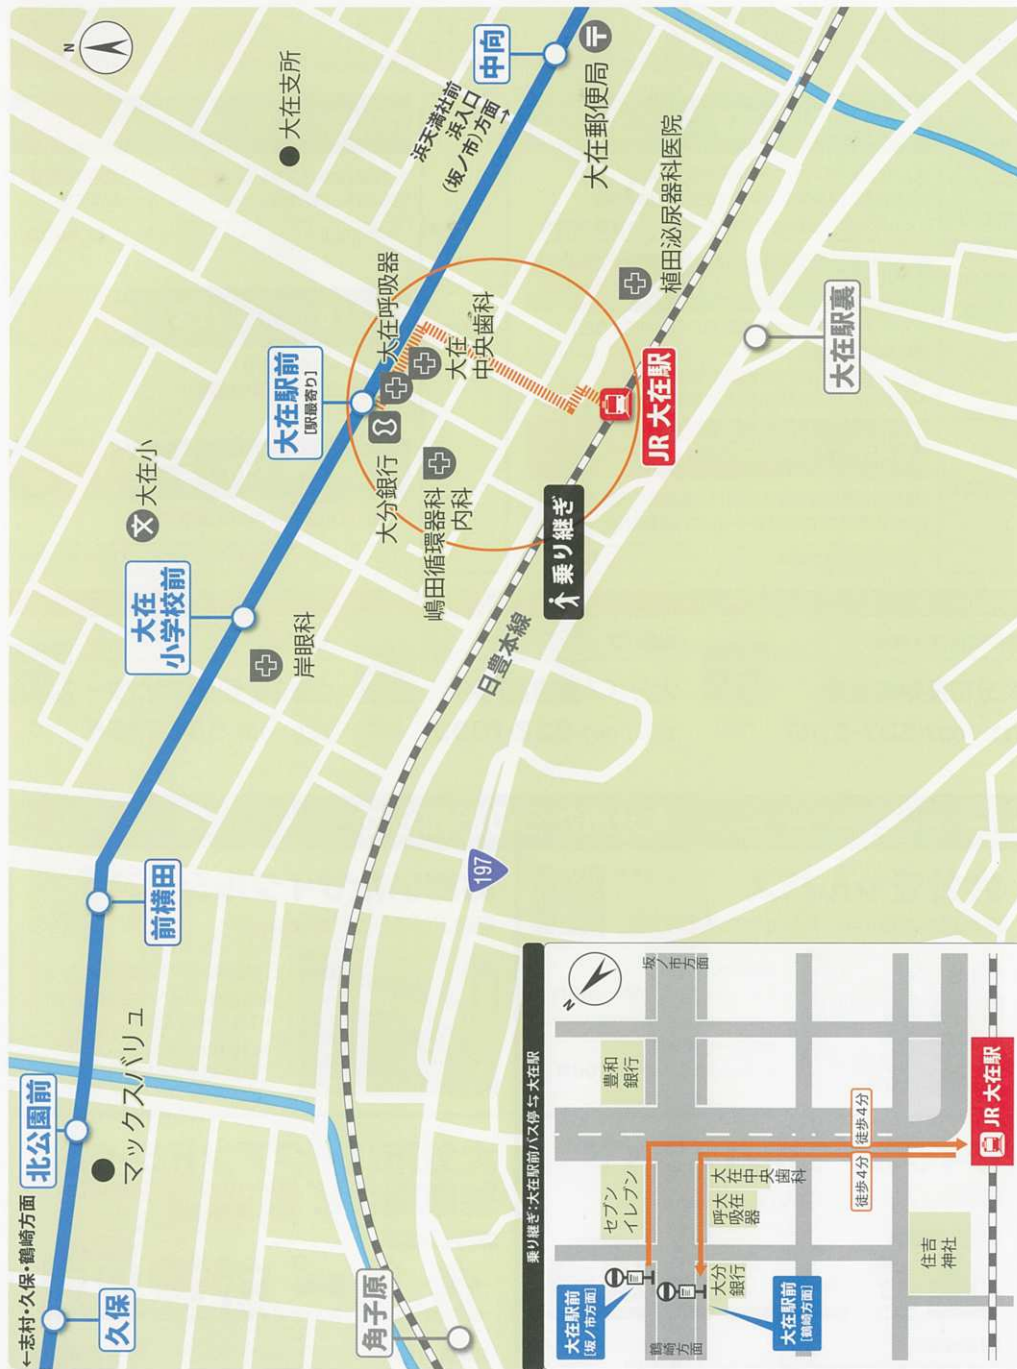 ←志村・久保・鶴崎方面
久保
北公園前
マックスバリュ
前横田
大在
小学校前
大在小
岸眼科
大在駅前
[駅最寄り]
大分銀行
嶋田循環器科
内科
大在呼吸器
大在
中央歯科
大在支所
浜天満社前
浜入口
(坂ノ市)方面
→
中向
大在郵便局
植田泌尿器科医院
JR 大在駅
大在駅裏
乗り継ぎ
日豊本線
197
角子原
N
乗り継ぎ:大在駅前バス停⇆大在駅
N
大在駅前
[坂ノ市方面]
セブン
イレブン
豊和
銀行
鶴崎
方面
坂ノ市
方面
大在駅前
[鶴崎方面]
大分
銀行
大在
呼吸器
大在
中央歯科
徒歩4分
徒歩4分
住吉
神社
JR 大在駅